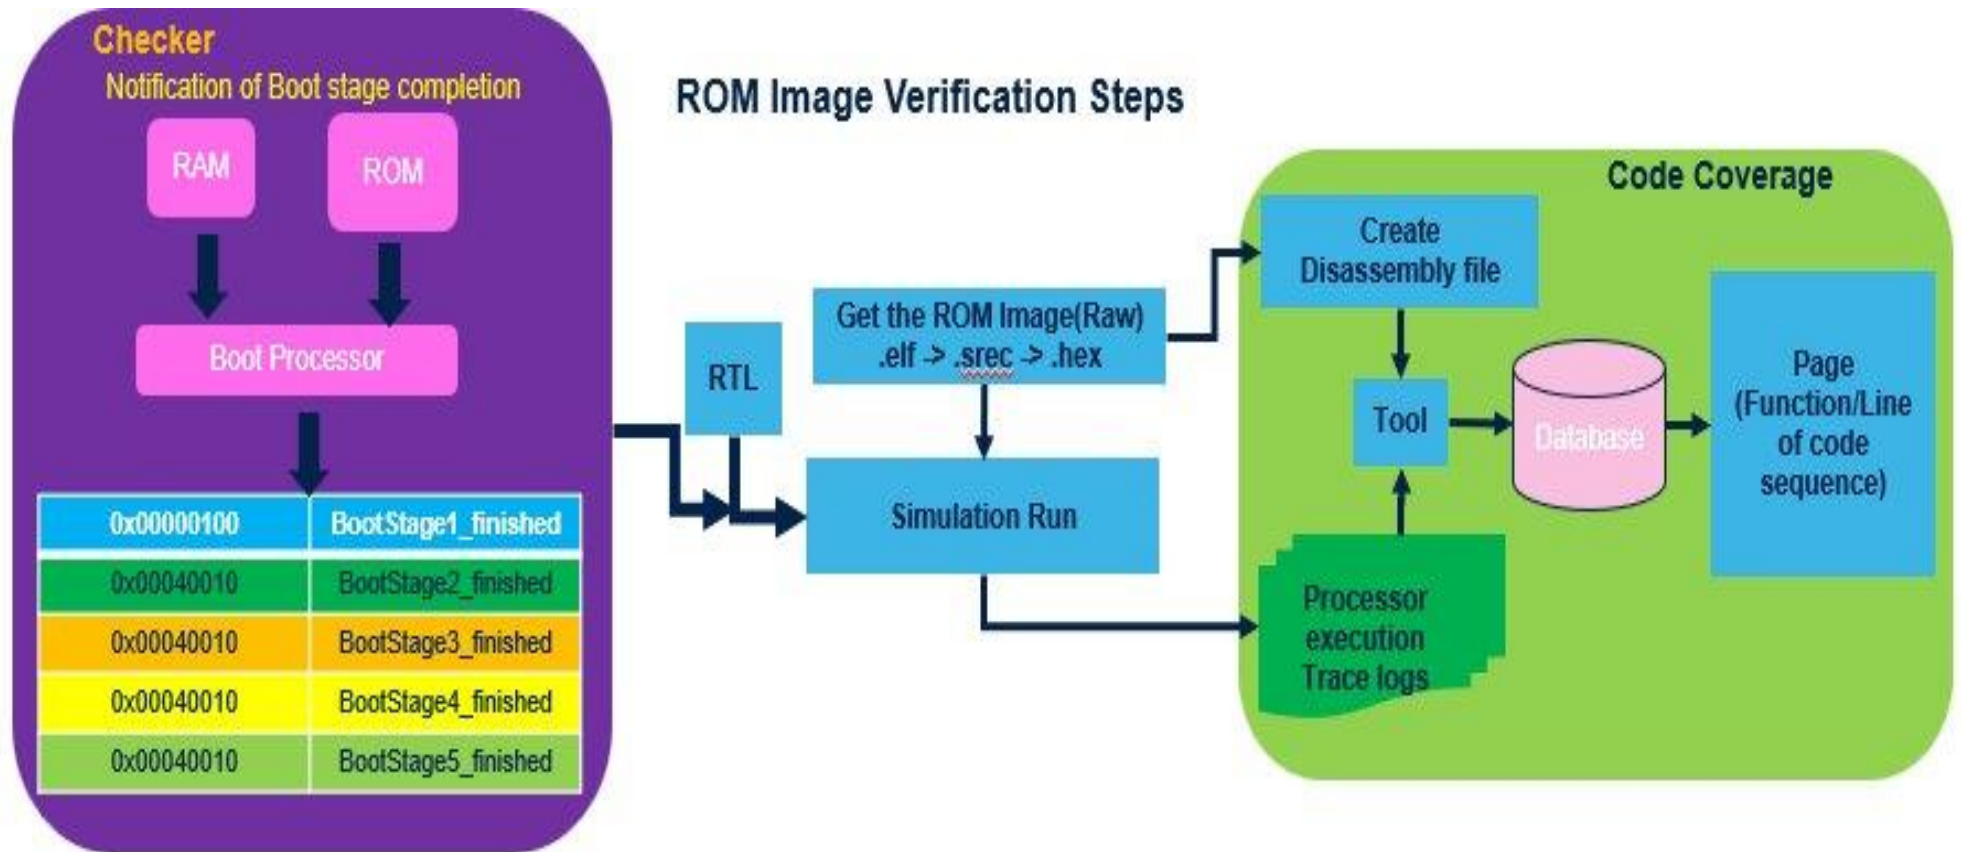 Checker
Notification of Boot stage completion
RAM
ROM
Boot Processor
0x00000100 BootStage1_finished
0x00040010 BootStage2_finished
0x00040010 BootStage3_finished
0x00040010 BootStage4_finished
0x00040010 BootStage5_finished
ROM Image Verification Steps
RTL
Get the ROM Image(Raw)
.elf -> .srec -> .hex
Simulation Run
Code Coverage
Create
Disassembly file
Tool
Database
Page
(Function/Line
of code
sequence)
Processor
execution
Trace logs